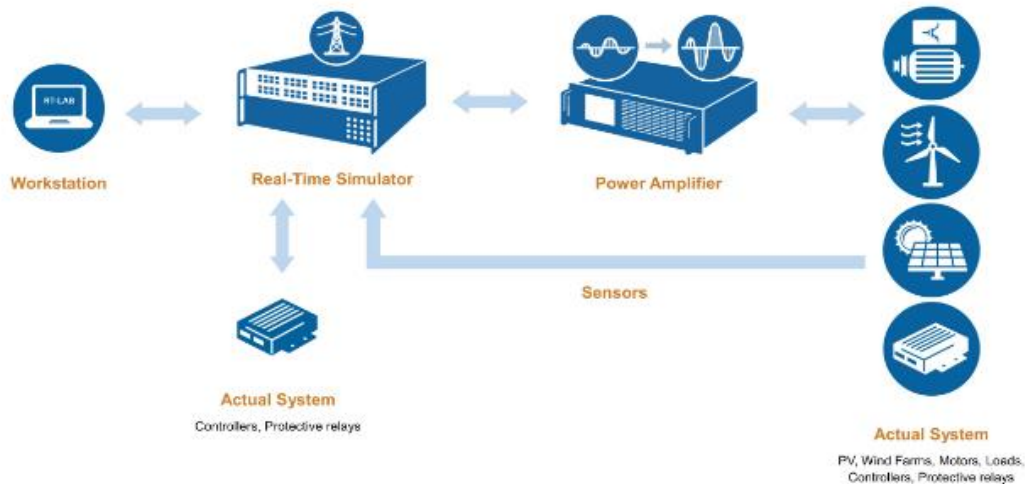 RT-LAB
Workstation
Real-Time Simulator
Power Amplifier
Sensors
Actual System
Controllers, Protective relays
Actual System
PV, Wind Farms, Motors, Loads,
Controllers, Protective relays